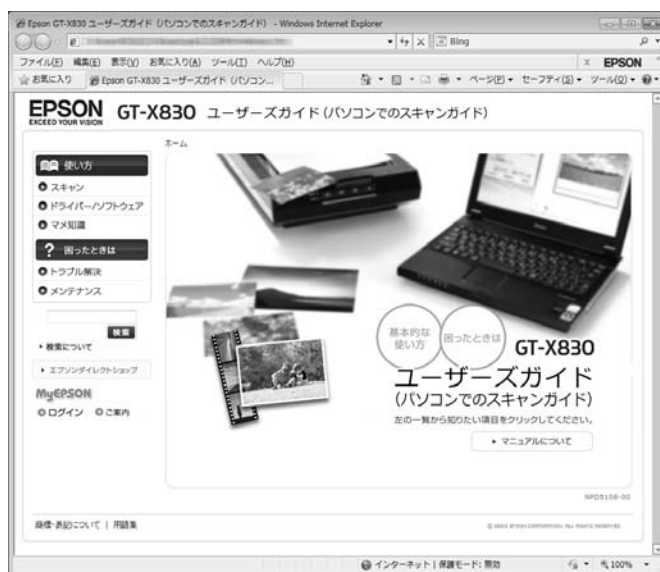 Epson GT-X830 ユーザーズガイド (パソコンでのスキャンガイド) - Windows Internet Explorer
Bing
ファイル(F) 編集(E) 表示(V) お気に入り(A) ツール(T) ヘルプ(H)
EPSON
お気に入り Epson GT-X830 ユーザーズガイド (パソコン...
ページ(P) セーフティ(S) ツール(O)
EPSON
EXCEED YOUR VISION
GT-X830 ユーザーズガイド (パソコンでのスキャンガイド)
ホーム
使い方
スキャン
ドライバー/ソフトウェア
マメ知識
? 困ったときは
トラブル解決
メンテナンス
検索
検索について
エプソンダイレクトショップ
MyEPSON
ログイン ご案内
基本的な
使い方
困ったときは
GT-X830
ユーザーズガイド
(パソコンでのスキャンガイド)
左の一覧から知りたい項目をクリックしてください。
マニュアルについて
NPD5108-00
商標・表記について | 用語集
インターネット | 保護モード: 無効
100%